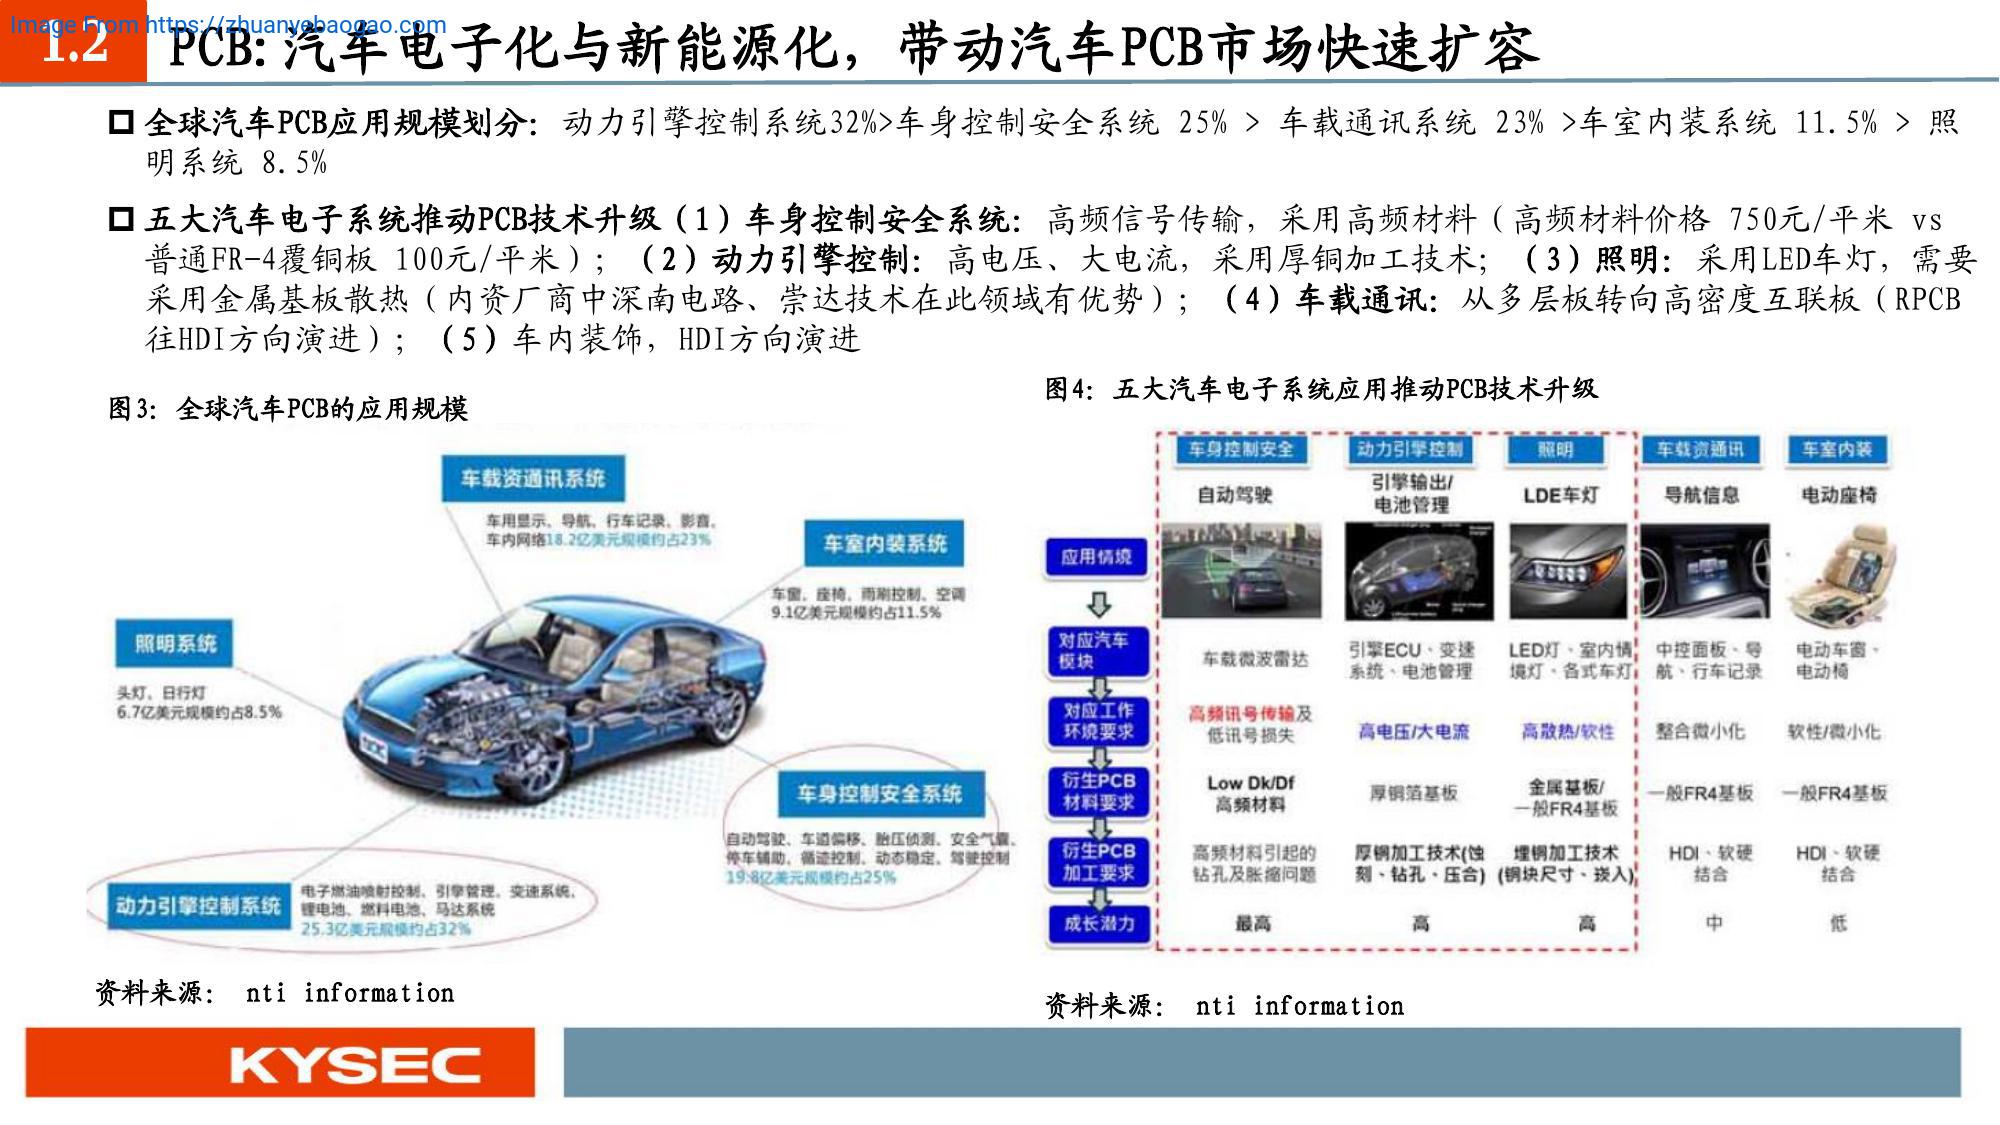 Image From https://zhuanyebaogao.com
1.2
PCB: 汽车电子化与新能源化，带动汽车PCB市场快速扩容
全球汽车PCB应用规模划分：动力引擎控制系统32%>车身控制安全系统 25% > 车载通讯系统 23% >车室内装系统 11.5% > 照
明系统 8.5%
五大汽车电子系统推动PCB技术升级（1）车身控制安全系统：高频信号传输，采用高频材料（高频材料价格 750元/平米 vs
普通FR-4覆铜板 100元/平米）；（2）动力引擎控制：高电压、大电流，采用厚铜加工技术；（3）照明：采用LED车灯，需要
采用金属基板散热（内资厂商中深南电路、崇达技术在此领域有优势）；（4）车载通讯：从多层板转向高密度互联板（RPCB
往HDI方向演进）；（5）车内装饰，HDI方向演进
图3：全球汽车PCB的应用规模
车载资通讯系统
车用显示、导航、行车记录、影音、
车内网络18.2亿美元规模约占23%
车室内装系统
车窗、座椅、雨刷控制、空调
9.1亿美元规模约占11.5%
照明系统
头灯、日行灯
6.7亿美元规模约占8.5%
车身控制安全系统
自动驾驶、车道偏移、胎压侦测、安全气囊、
停车辅助、循迹控制、动态稳定、驾驶控制
19.8亿美元规模约占25%
动力引擎控制系统
电子燃油喷射控制、引擎管理、变速系统、
锂电池、燃料电池、马达系统
25.3亿美元规模约占32%
资料来源： nti information
图4：五大汽车电子系统应用推动PCB技术升级
车身控制安全 动力引擎控制 照明 车载资通讯 车室内装
自动驾驶 引擎输出/ LDE车灯 导航信息 电动座椅
电池管理
应用情境
对应汽车 引擎ECU、变速 LED灯、室内情 中控面板、导 电动车窗、
模块 车载微波雷达 系统、电池管理 境灯、各式车灯 航、行车记录 电动椅
对应工作 高频讯号传输及
环境要求 低讯号损失 高电压/大电流 高散热/软性 整合微小化 软性/微小化
衍生PCB Low Dk/Df 金属基板/
材料要求 高频材料 厚铜箔基板 一般FR4基板 一般FR4基板 一般FR4基板
衍生PCB 高频材料引起的 厚铜加工技术(蚀 埋铜加工技术 HDI、软硬 HDI、软硬
加工要求 钻孔及胀缩问题 刻、钻孔、压合) (铜块尺寸、嵌入) 结合 结合
成长潜力 最高 高 高 中 低
资料来源： nti information
KYSEC